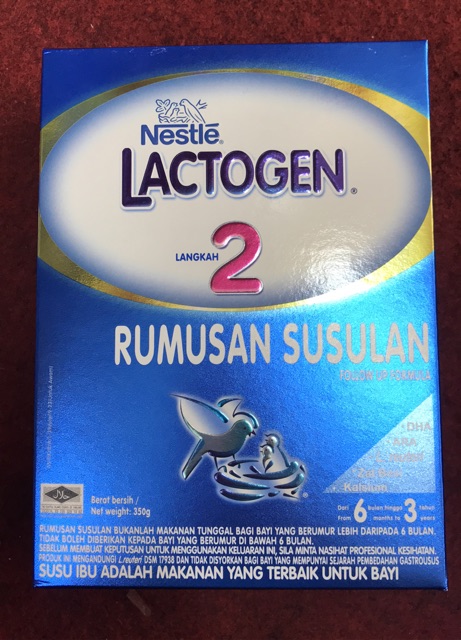 Nestlé
LACTOGEN®
LANGKAH 2
RUMUSAN SUSULAN
FOLLOW UP FORMULA
DHA
ARA
Kalsium
Berat bersih /
Net weight: 350g
Dari 6 Bulan hingga 3 tahun
From 6 months to 3 years
RUMUSAN SUSULAN BUKANLAH MAKANAN TUNGGAL BAGI BAYI YANG BERUMUR LEBIH DARIPADA 6 BULAN.
TIDAK BOLEH DIBERIKAN KEPADA BAYI YANG BERUMUR DI BAWAH 6 BULAN.
SEBELUM MEMBUAT KEPUTUSAN UNTUK MENGGUNAKAN KELUARAN INI, SILA MINTA NASIHAT PROFESIONAL KESIHATAN.
PRODUK INI MENGANDUNGI L.reuteri DSM 17938 DAN TIDAK DISYORKAN BAGI BAYI YANG MEMPUNYAI SEJARAH PEMBEDAHAN GASTROUSUS
SUSU IBU ADALAH MAKANAN YANG TERBAIK UNTUK BAYI